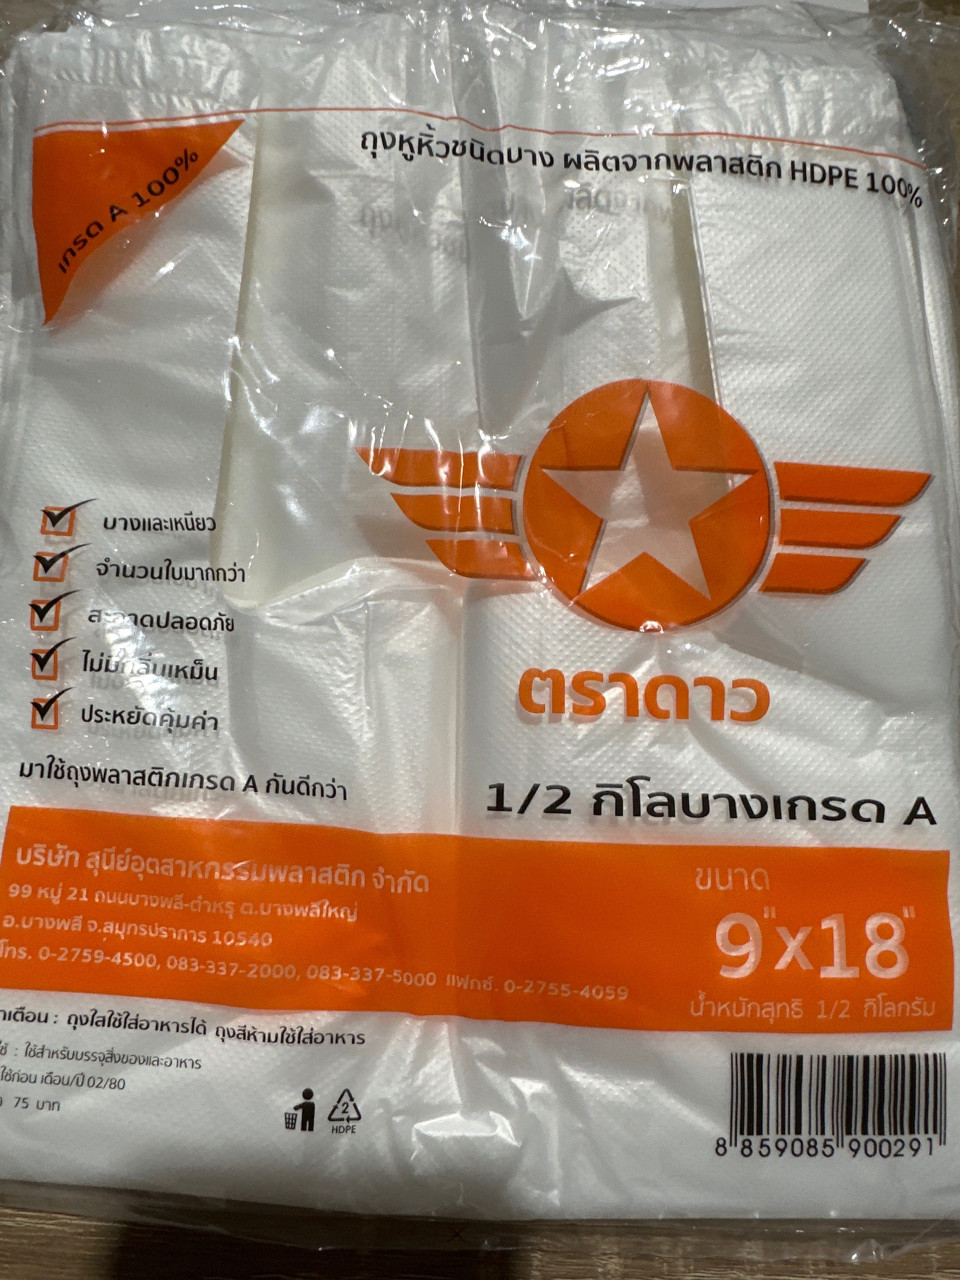 ถุงหูหิ้วชนิดบาง ผลิตจากพลาสติก HDPE 100%
เกรด A 100%
บางและเหนียว
จำนวนใบมากกว่า
สะอาดปลอดภัย
ไม่มีกลิ่นเหม็น
ประหยัดคุ้มค่า
มาใช้ถุงพลาสติกเกรด A กันดีกว่า
ตราดาว
1/2 กิโลบางเกรด A
บริษัท สุนีย์อุตสาหกรรมพลาสติก จำกัด
99 หมู่ 21 ถนนบางพลี-ตำหรุ ต.บางพลีใหญ่
อ.บางพลี จ.สมุทรปราการ 10540
โทร. 0-2759-4500, 083-337-2000, 083-337-5000 แฟกซ์. 0-2755-4059
ขนาด
9"x18"
น้ำหนักสุทธิ 1/2 กิโลกรัม
ถุงใสใช้ใส่อาหารได้ ถุงสีห้ามใช้ใส่อาหาร
: ใช้สำหรับบรรจุสิ่งของและอาหาร
ใช้ก่อน เดือน/ปี 02/80
75 บาท
2
HDPE
8 859085 900291